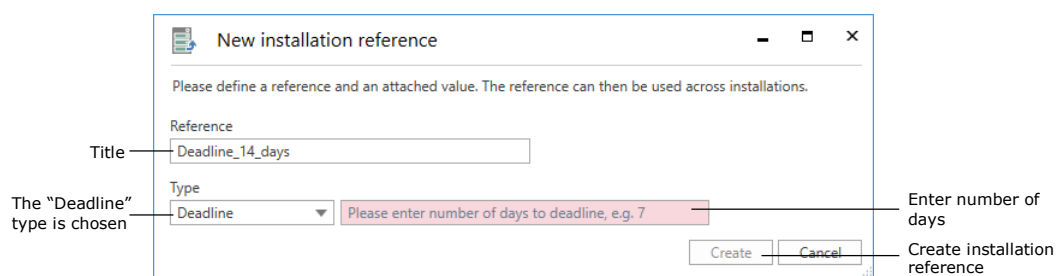 New installation reference
Please define a reference and an attached value. The reference can then be used across installations.
Reference
Title
Deadline_14_days
Type
The “Deadline”
type is chosen
Deadline
Please enter number of days to deadline, e.g. 7
Enter number of
days
Create
Cancel
Create installation
reference